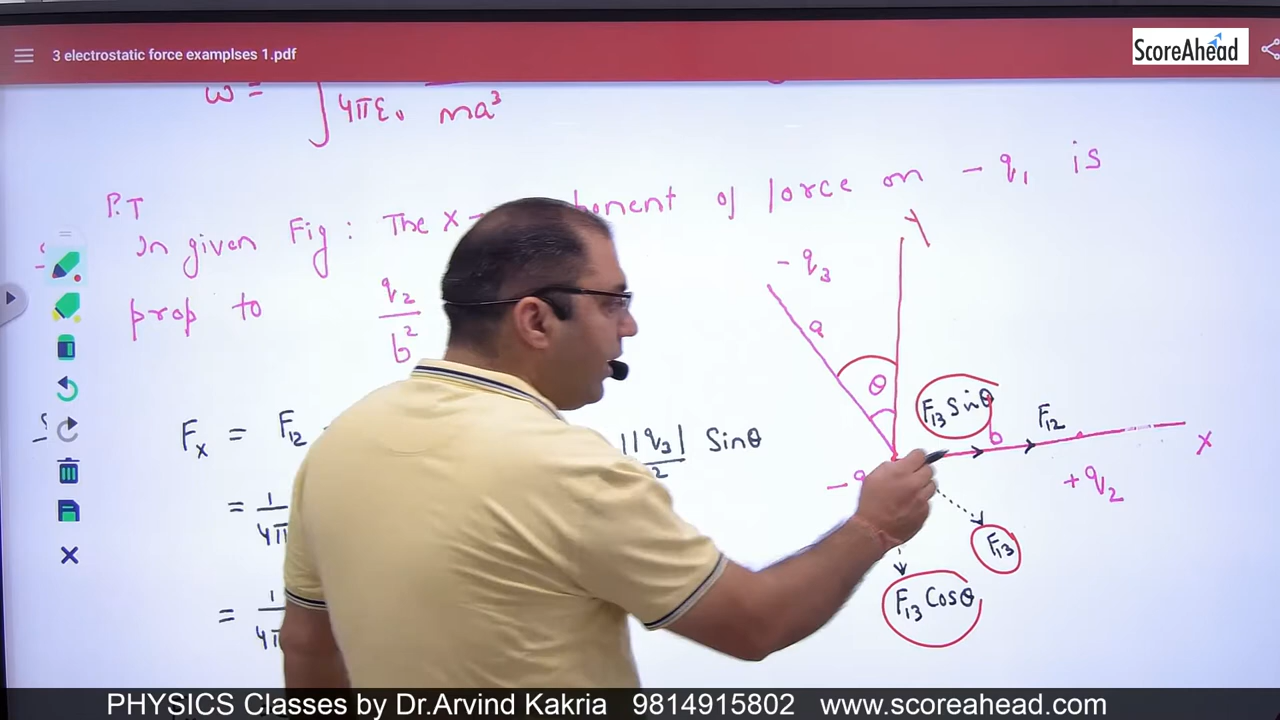 3 electrostatic force examplses 1.pdf
ScoreAhead
ω =
4πε₀ ma³
P.T
In given Fig : The X- ponent of force on - q₁ is
prop to q₂ / b²
- q₃
Y
a
θ
F₁₃ Sinθ
b
F₁₂
X
+q₂
F₁₃
F₁₃ Cosθ
Fₓ = F₁₂ | |q₃| Sinθ
2
= 1 / 4π
= 1 / 4π
PHYSICS Classes by Dr.Arvind Kakria 9814915802 www.scoreahead.com